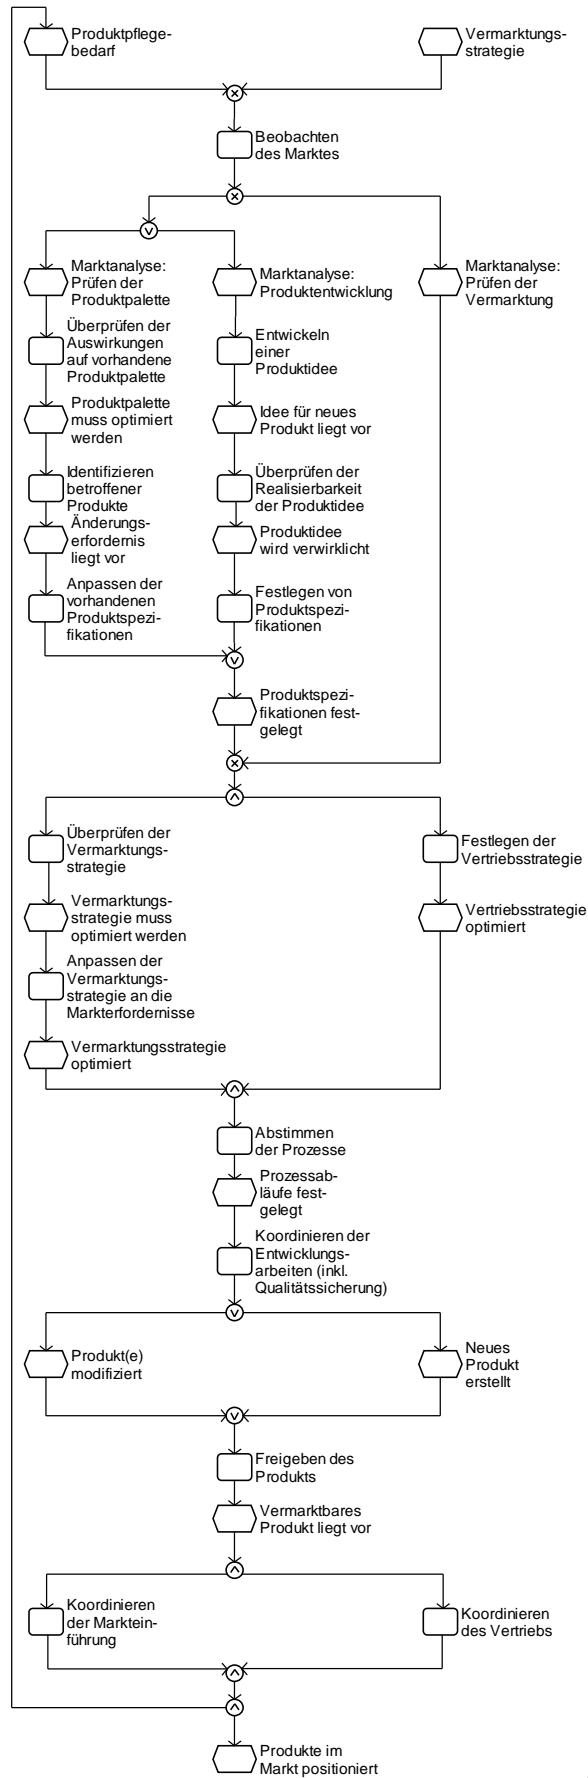 Produktpflege-
bedarf
Vermarktungs-
strategie
Beobachten
des Marktes
Marktanalyse:
Prüfen der
Produktpalette
Marktanalyse:
Produktentwicklung
Marktanalyse:
Prüfen der
Vermarktung
Überprüfen der
Auswirkungen
auf vorhandene
Produktpalette
Entwickeln
einer
Produktidee
Produktpalette
muss optimiert
werden
Idee für neues
Produkt liegt vor
Identifizieren
betroffener
Produkte
Überprüfen der
Realisierbarkeit
der Produktidee
Änderungs-
erfordernis
liegt vor
Produktidee
wird verwirklicht
Anpassen der
vorhandenen
Produktspezi-
fikationen
Festlegen von
Produktspezi-
fikationen
Produktspezi-
fikationen fest-
gelegt
Überprüfen der
Vermarktungs-
strategie
Festlegen der
Vertriebsstrategie
Vermarktungs-
strategie muss
optimiert werden
Vertriebsstrategie
optimiert
Anpassen der
Vermarktungs-
strategie an die
Markterfordernisse
Vermarktungsstrategie
optimiert
Abstimmen
der Prozesse
Prozessab-
läufe fest-
gelegt
Koordinieren der
Entwicklungs-
arbeiten (inkl.
Qualitätssicherung)
Produkt(e)
modifiziert
Neues
Produkt
erstellt
Freigeben des
Produkts
Vermarktbares
Produkt liegt vor
Koordinieren
der Marktein-
führung
Koordinieren
des Vertriebs
Produkte im
Markt positioniert